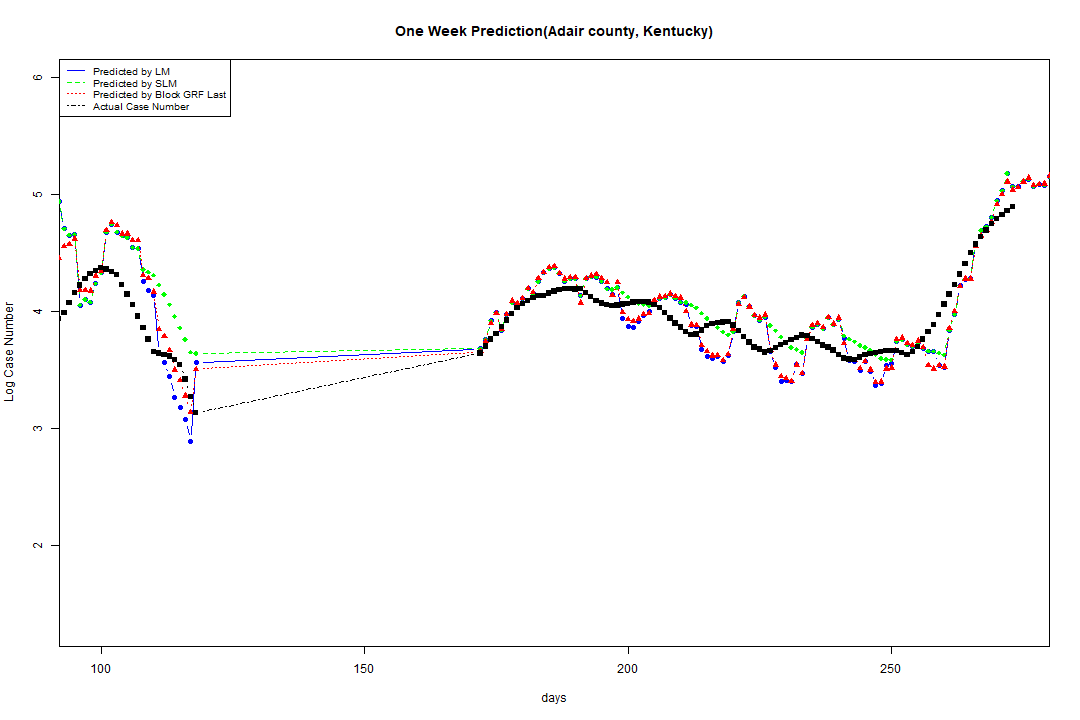 One Week Prediction(Adair county, Kentucky)
Predicted by LM
Predicted by SLM
Predicted by Block GRF Last
Actual Case Number
6
5
4
3
2
Log Case Number
100 150 200 250
days